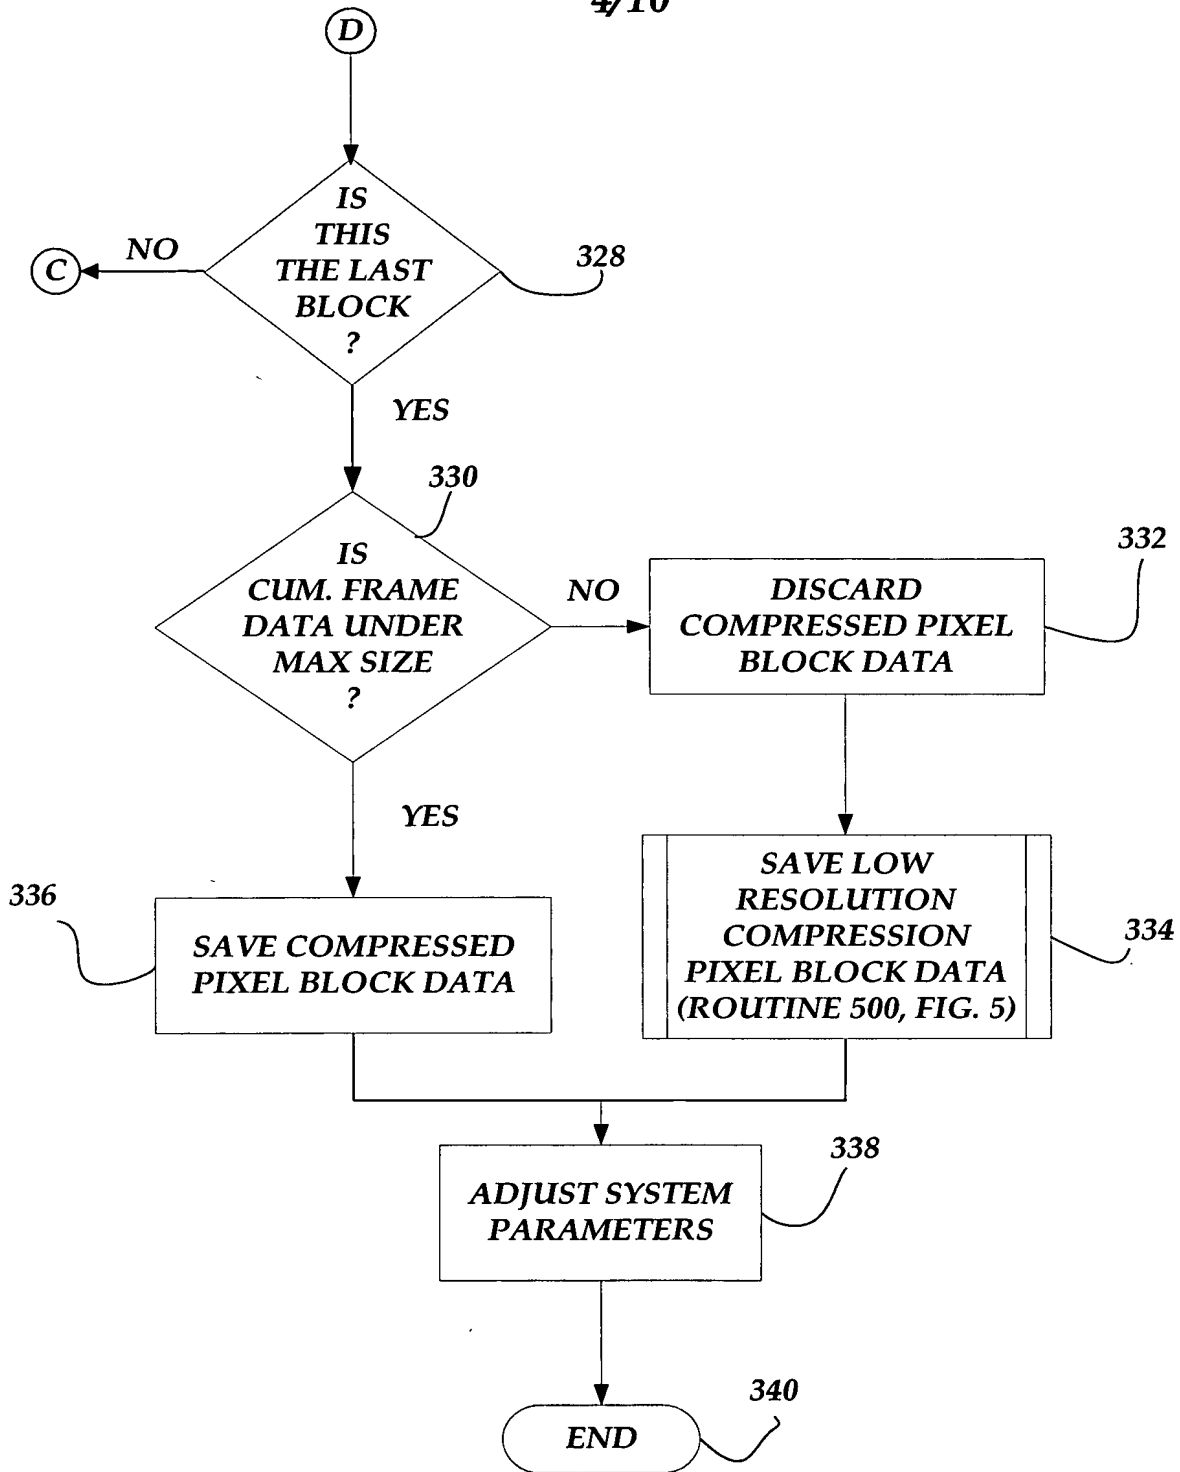 4/10
D
IS
THIS
THE LAST
BLOCK
?
NO
C
328
YES
330
IS
CUM. FRAME
DATA UNDER
MAX SIZE
?
NO
332
DISCARD
COMPRESSED PIXEL
BLOCK DATA
YES
336
SAVE COMPRESSED
PIXEL BLOCK DATA
SAVE LOW
RESOLUTION
COMPRESSION
PIXEL BLOCK DATA
(ROUTINE 500, FIG. 5)
334
338
ADJUST SYSTEM
PARAMETERS
340
END